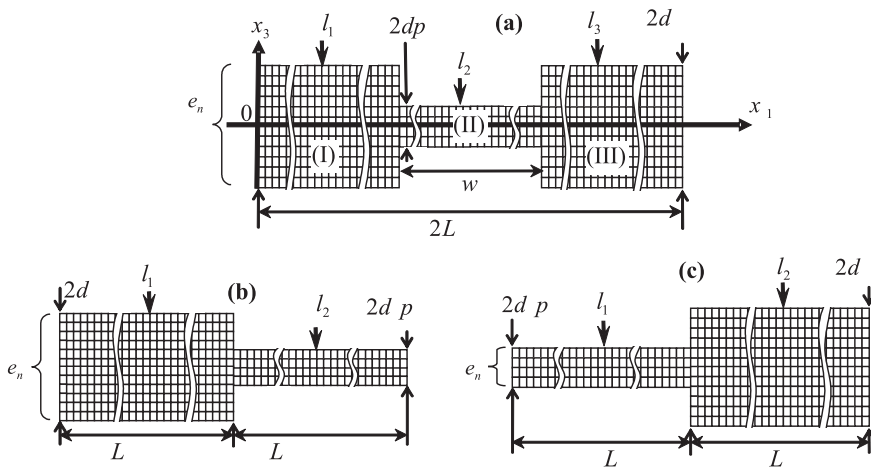 x₃ l₁ 2dp (a) l₃ 2d
l₂
eₙ 0 (I) (II) (III) x₁
w
2L
2d l₁ (b) l₂ 2d p
eₙ
L L
(c) l₂ 2d
2d p l₁
eₙ
L L